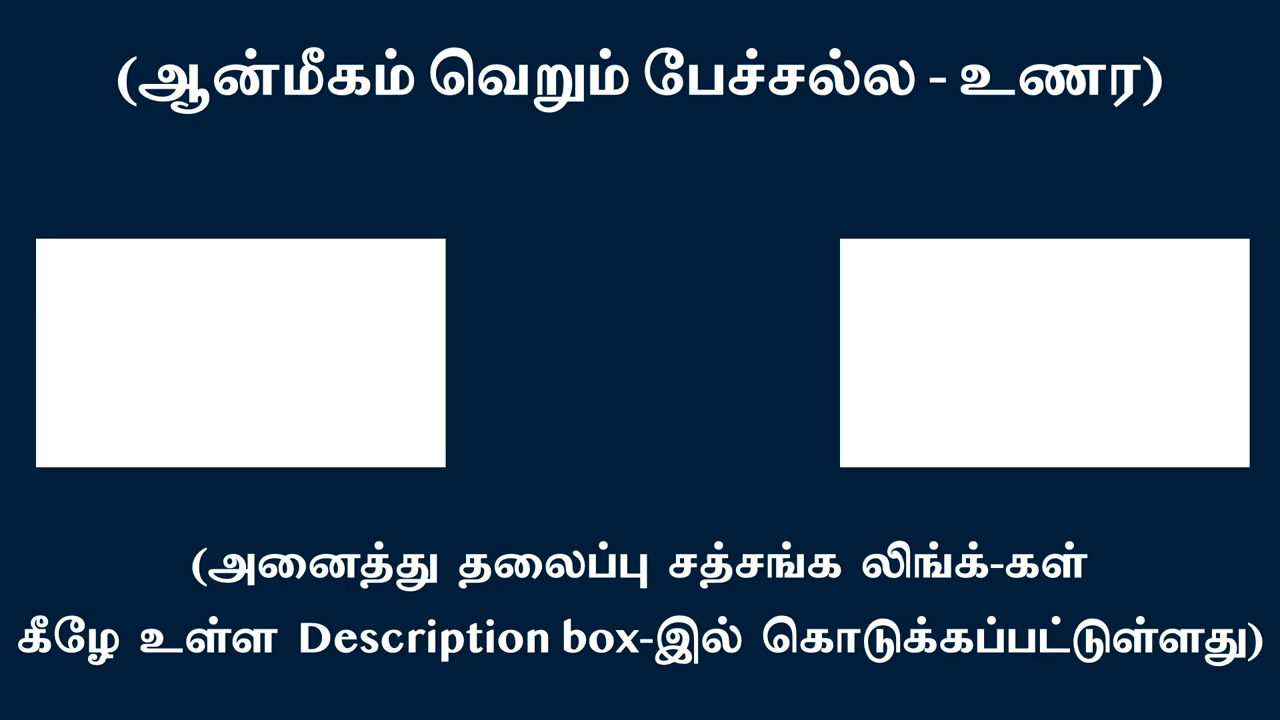 (ஆன்மீகம் வெறும் பேச்சல்ல - உணர)
(அனைத்து தலைப்பு சத்சங்க லிங்க்-கள்
கீழே உள்ள Description box-இல் கொடுக்கப்பட்டுள்ளது)